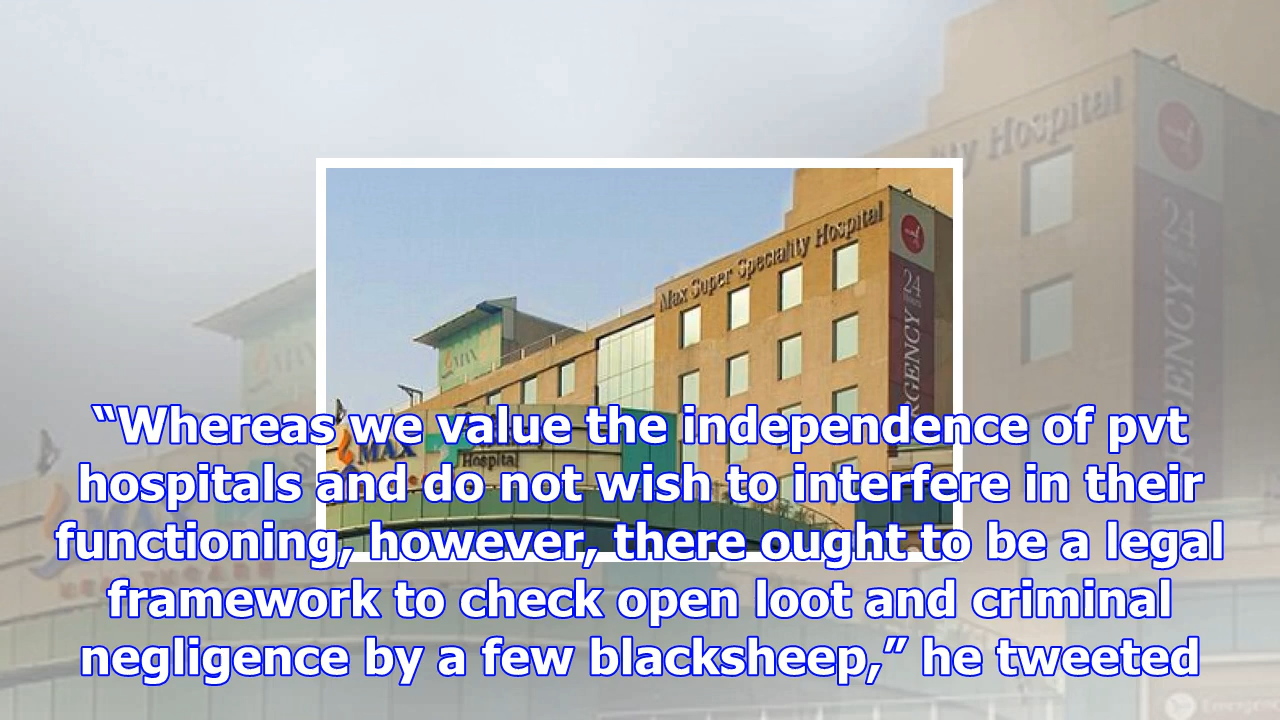 Hospital
Max Super Speciality Hospital
24
MAX
MAX
Hospital
“Whereas we value the independence of pvt
hospitals and do not wish to interfere in their
functioning, however, there ought to be a legal
framework to check open loot and criminal
negligence by a few blacksheep,” he tweeted